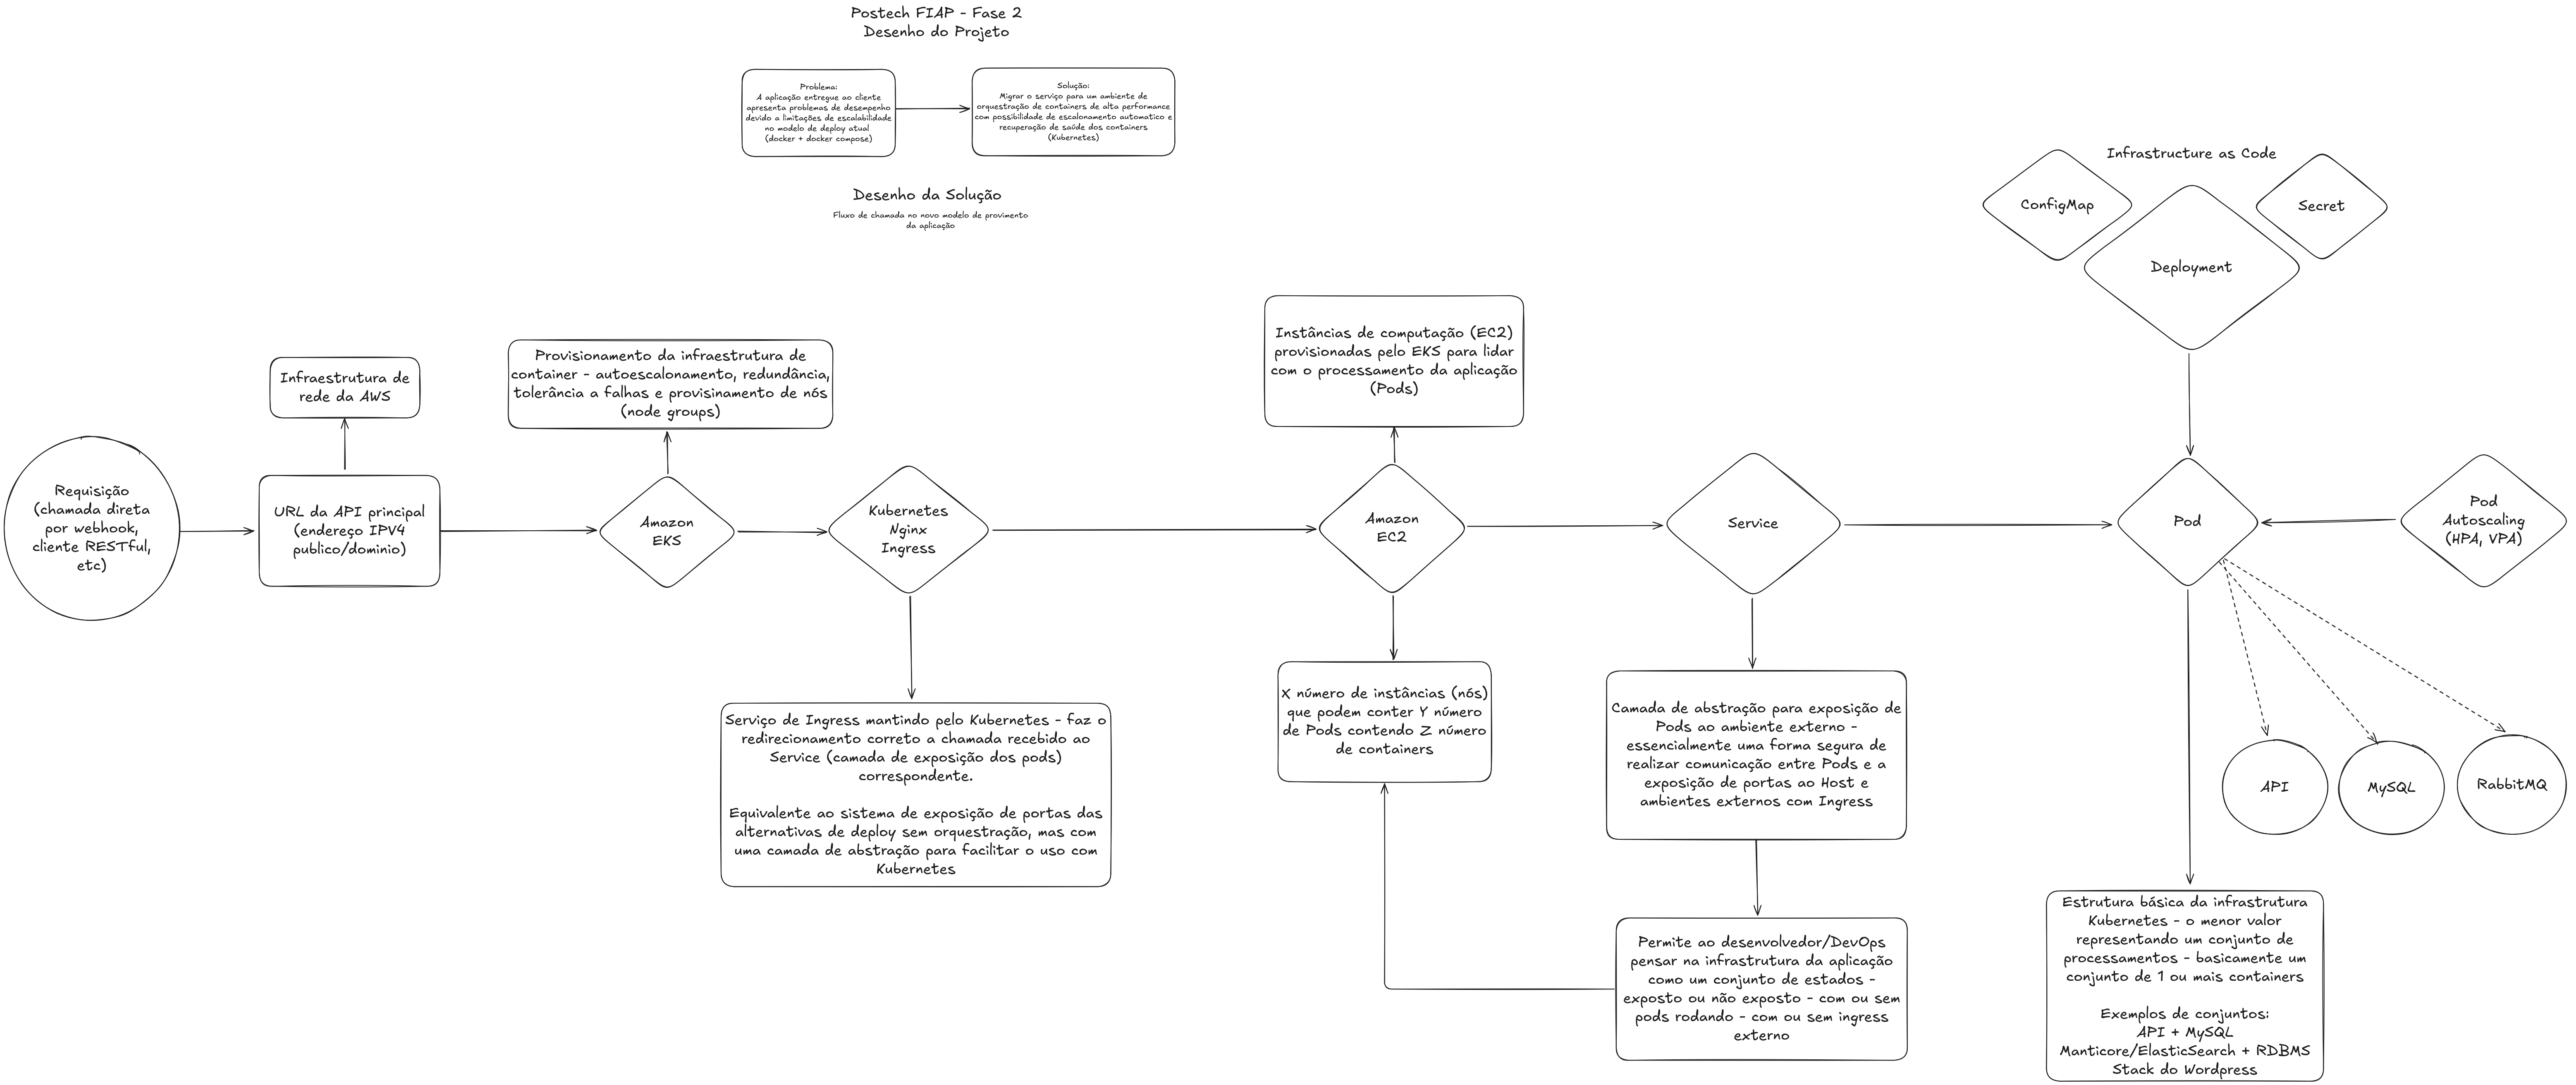 Postech FIAP - Fase 2
Desenho do Projeto
Problema:
A aplicação entregue ao cliente
apresenta problemas de desempenho
devido a limitações de escalabilidade
no modelo de deploy atual
(docker + docker compose)
Solução:
Migrar o serviço para um ambiente de
orquestração de containers de alta performance
com possibilidade de escalonamento automatico e
recuperação de saúde dos containers
(Kubernetes)
Desenho da Solução
Fluxo de chamada no novo modelo de provimento
da aplicação
Infrastructure as Code
ConfigMap
Secret
Deployment
Infraestrutura de
rede da AWS
Provisionamento da infraestrutura de
container - autoescalonamento, redundância,
tolerância a falhas e provisinamento de nós
(node groups)
Instâncias de computação (EC2)
provisionadas pelo EKS para lidar
com o processamento da aplicação
(Pods)
Requisição
(chamada direta
por webhook,
cliente RESTful,
etc)
URL da API principal
(endereço IPV4
publico/dominio)
Amazon
EKS
Kubernetes
Nginx
Ingress
Amazon
EC2
Service
Pod
Pod
Autoscaling
(HPA, VPA)
Serviço de Ingress mantindo pelo Kubernetes - faz o
redirecionamento correto a chamada recebido ao
Service (camada de exposição dos pods)
correspondente.
Equivalente ao sistema de exposição de portas das
alternativas de deploy sem orquestração, mas com
uma camada de abstração para facilitar o uso com
Kubernetes
X número de instâncias (nós)
que podem conter Y número
de Pods contendo Z número
de containers
Camada de abstração para exposição de
Pods ao ambiente externo -
essencialmente uma forma segura de
realizar comunicação entre Pods e a
exposição de portas ao Host e
ambientes externos com Ingress
API
MySQL
RabbitMQ
Permite ao desenvolvedor/DevOps
pensar na infrastrutura da aplicação
como um conjunto de estados -
exposto ou não exposto - com ou sem
pods rodando - com ou sem ingress
externo
Estrutura básica da infrastrutura
Kubernetes - o menor valor
representando um conjunto de
processamentos - basicamente um
conjunto de 1 ou mais containers
Exemplos de conjuntos:
API + MySQL
Manticore/ElasticSearch + RDBMS
Stack do Wordpress